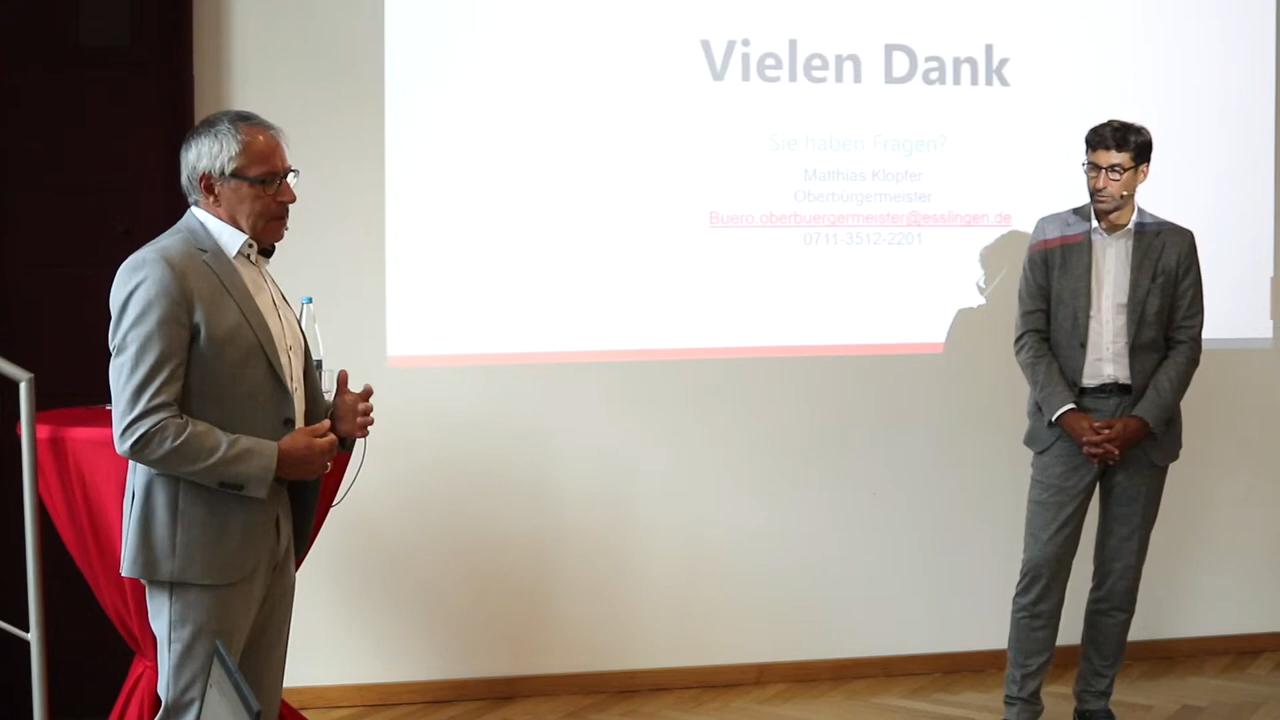 Vielen Dank
Sie haben Fragen?
Matthias Klopfer
Oberbürgermeister
Buero.oberbuergermeister@esslingen.de
0711-3512-2201